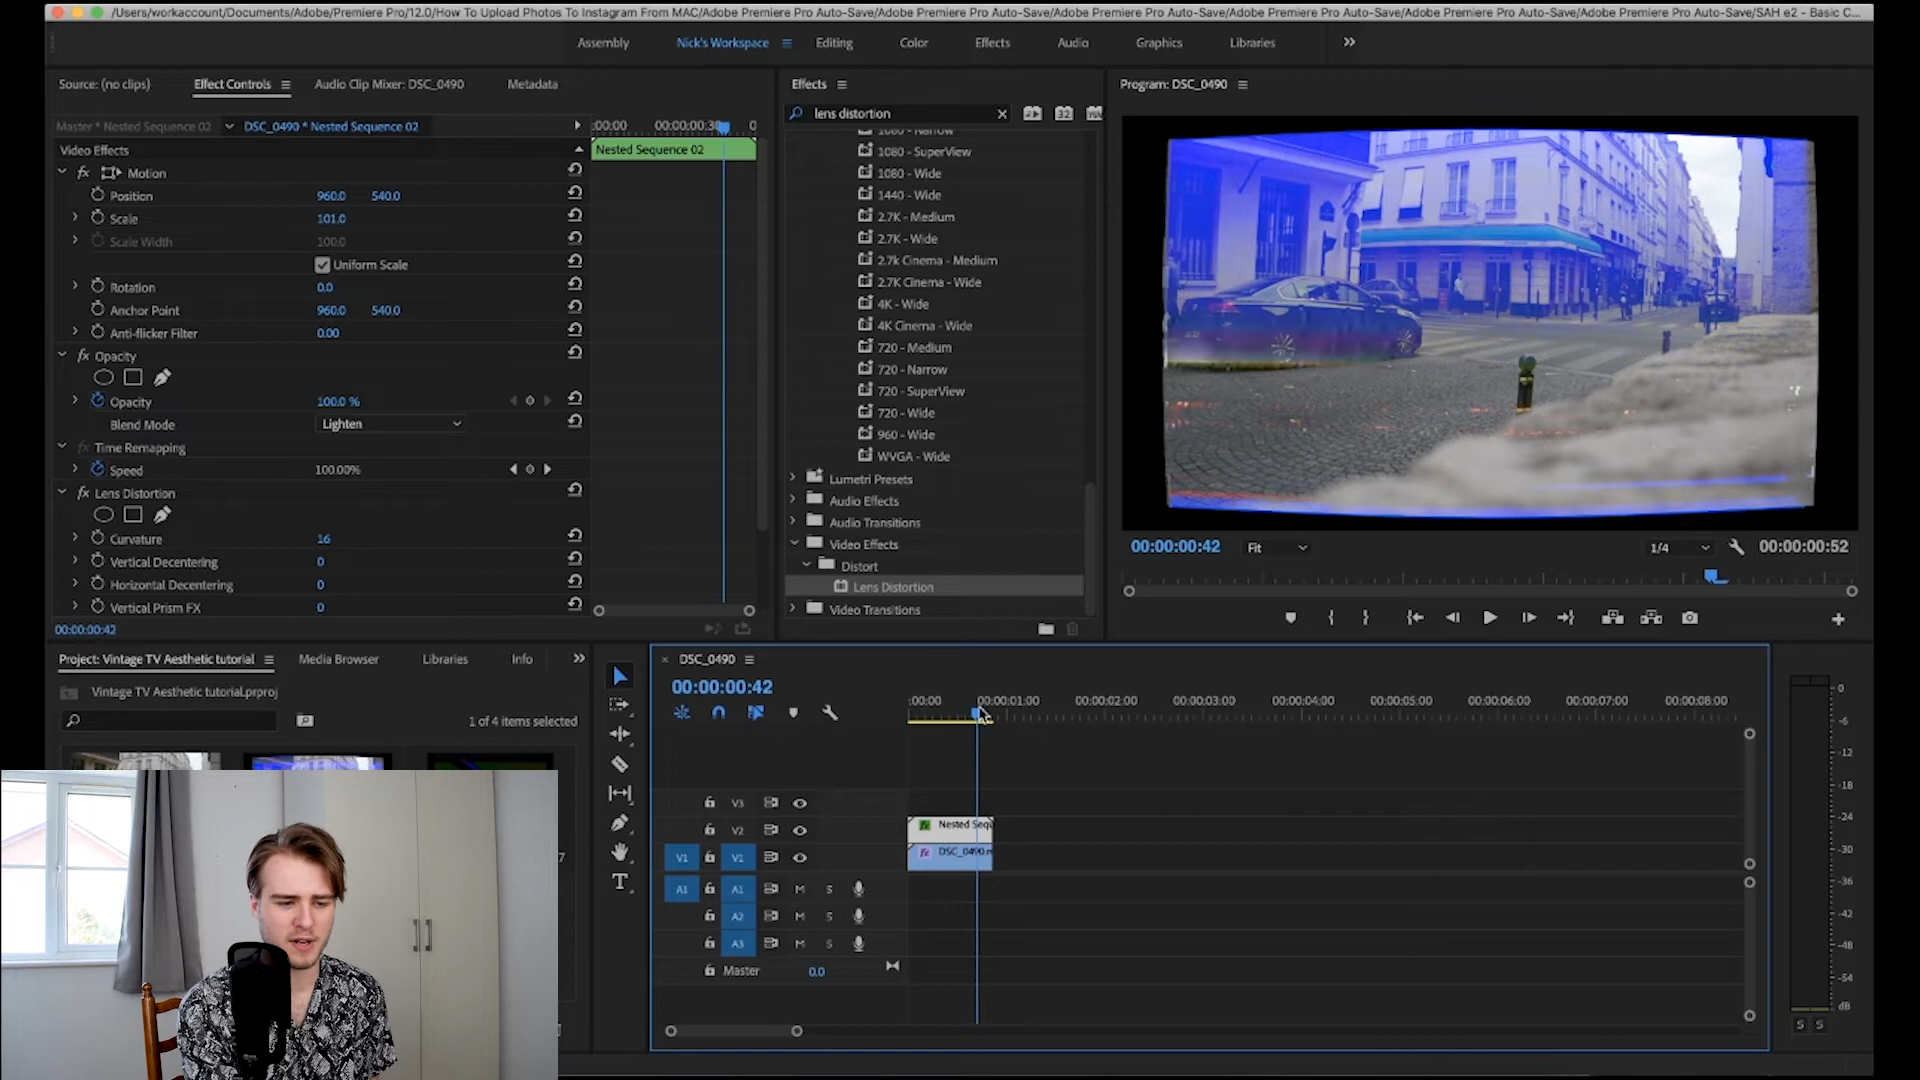 /Users/workaccount/Documents/Adobe/Premiere Pro/12.0/How To Upload Photos To Instagram From MAC/Adobe Premiere Pro Auto-Save/Adobe Premiere Pro Auto-Save/Adobe Premiere Pro Auto-Save/Adobe Premiere Pro Auto-Save/Adobe Premiere Pro Auto-Save/Adobe Premiere Pro Auto-Save/SAH e2 - Basic C...
Assembly Nick's Workspace Editing Color Effects Audio Graphics Libraries
Source: (no clips) Effect Controls Audio Clip Mixer: DSC_0490 Metadata
Master * Nested Sequence 02 DSC_0490 * Nested Sequence 02
:00:00 00:00:00:30 0
Video Effects
Nested Sequence 02
fx Motion
Position 960.0 540.0
Scale 101.0
Scale Width 100.0
Uniform Scale
Rotation 0.0
Anchor Point 960.0 540.0
Anti-flicker Filter 0.00
fx Opacity
Opacity 100.0 %
Blend Mode Lighten
fx Time Remapping
Speed 100.00%
fx Lens Distortion
Curvature 16
Vertical Decentering 0
Horizontal Decentering 0
Vertical Prism FX 0
00:00:00:42
Effects
lens distortion
32
1080 - Narrow
1080 - SuperView
1080 - Wide
1440 - Wide
2.7K - Medium
2.7K - Wide
2.7k Cinema - Medium
2.7K Cinema - Wide
4K - Wide
4K Cinema - Wide
720 - Medium
720 - Narrow
720 - SuperView
720 - Wide
960 - Wide
WVGA - Wide
Lumetri Presets
Audio Effects
Audio Transitions
Video Effects
Distort
Lens Distortion
Video Transitions
Program: DSC_0490
00:00:00:42 Fit 1/4 00:00:00:52
Project: Vintage TV Aesthetic tutorial Media Browser Libraries Info
Vintage TV Aesthetic tutorial.prproj
1 of 4 items selected
DSC_0490
00:00:00:42
:00:00 00:00:01:00 00:00:02:00 00:00:03:00 00:00:04:00 00:00:05:00 00:00:06:00 00:00:07:00 00:00:08:00
V3
V2
fx Nested Sequ
V1 V1
fx DSC_0490.m
A1 A1 M S
A2 M S
A3 M S
Master 0.0
0
-6
-12
-18
-24
-30
-36
-42
-48
-54
dB
S S